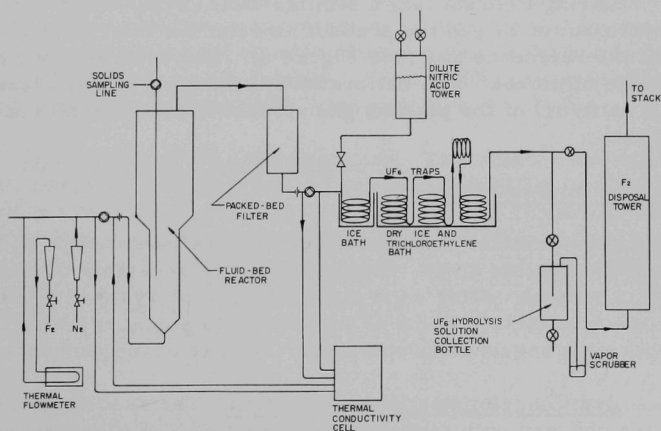 SOLIDS
SAMPLING
LINE
DILUTE
NITRIC
ACID
TOWER
TO
STACK
UF6 TRAPS
F2
DISPOSAL
TOWER
PACKED-BED
FILTER
ICE
BATH
DRY ICE AND
TRICHLOROETHYLENE
BATH
FLUID-BED
REACTOR
F2
N2
UF6 HYDROLYSIS
SOLUTION
COLLECTION
BOTTLE
VAPOR
SCRUBBER
THERMAL
FLOWMETER
THERMAL
CONDUCTIVITY
CELL